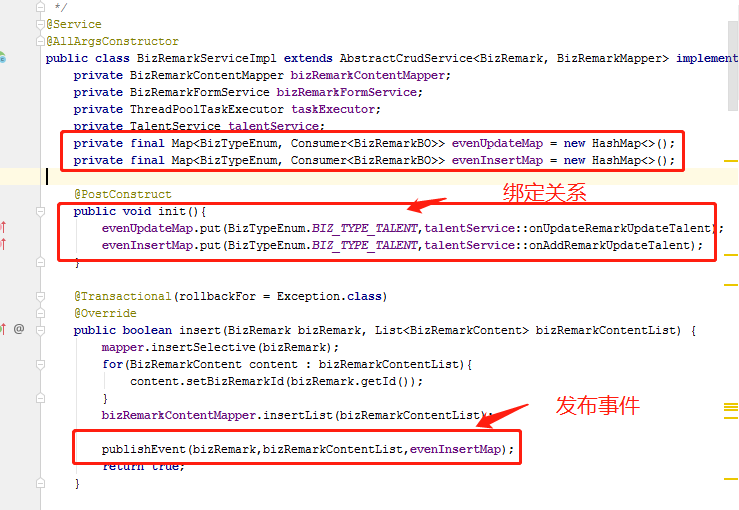 */
@Service
@AllArgsConstructor
public class BizRemarkServiceImpl extends AbstractCrudService<BizRemark, BizRemarkMapper> implement
private BizRemarkContentMapper bizRemarkContentMapper;
private BizRemarkFormService bizRemarkFormService;
private ThreadPoolTaskExecutor taskExecutor;
private TalentService talentService;
private final Map<BizTypeEnum, Consumer<BizRemarkBO>> evenUpdateMap = new HashMap<>();
private final Map<BizTypeEnum, Consumer<BizRemarkBO>> evenInsertMap = new HashMap<>();
绑定关系
@PostConstruct
public void init(){
evenUpdateMap.put(BizTypeEnum.BIZ_TYPE_TALENT,talentService::onUpdateRemarkUpdateTalent);
evenInsertMap.put(BizTypeEnum.BIZ_TYPE_TALENT,talentService::onAddRemarkUpdateTalent);
}
@Transactional(rollbackFor = Exception.class)
@Override
@ public boolean insert(BizRemark bizRemark, List<BizRemarkContent> bizRemarkContentList) {
mapper.insertSelective(bizRemark);
for(BizRemarkContent content : bizRemarkContentList){
content.setBizRemarkId(bizRemark.getId());
}
发布事件
bizRemarkContentMapper.insertList(bizRemarkContentList);
publishEvent(bizRemark,bizRemarkContentList,evenInsertMap);
return true;
}